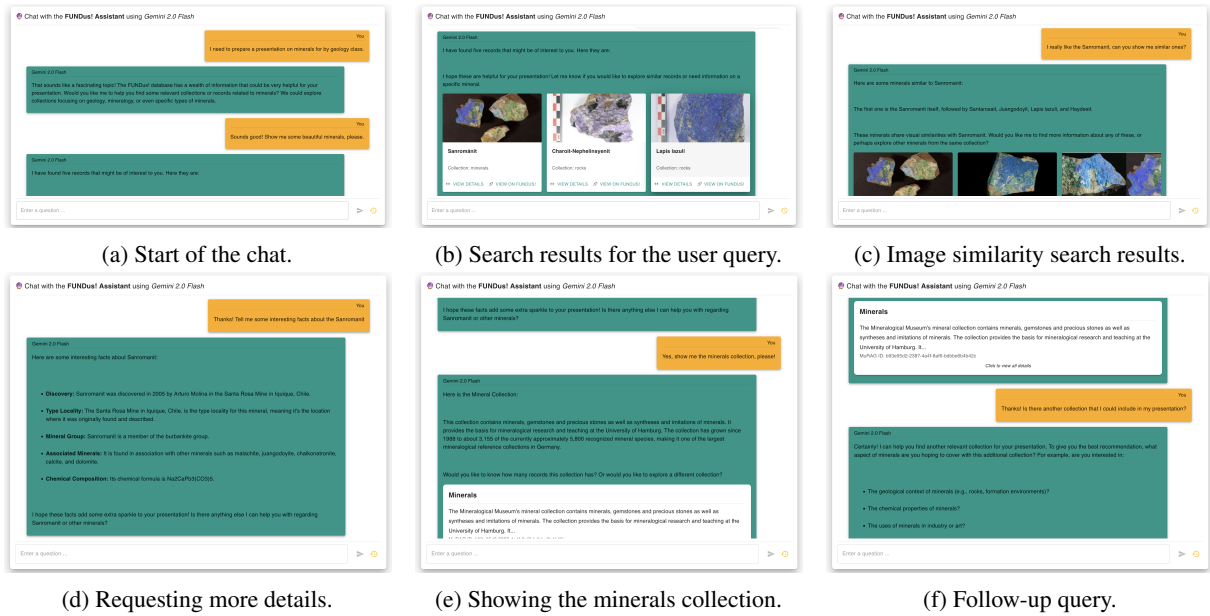 Chat with the FUNDus! Assistant using Gemini 2.0 Flash
You
I need to prepare a presentation on minerals for by geology class.
Gemini 2.0 Flash
That sounds like a fascinating topic! The FUNDus! database has a wealth of information that could be very helpful for your
presentation. Would you like me to help you find some relevant collections or records related to minerals? We could explore
collections focusing on geology, mineralogy, or even specific types of minerals.
You
Sounds good! Show me some beautiful minerals, please.
Gemini 2.0 Flash
I have found five records that might be of interest to you. Here they are:
Enter a question ...
(a) Start of the chat.
Chat with the FUNDus! Assistant using Gemini 2.0 Flash
Gemini 2.0 Flash
I have found five records that might be of interest to you. Here they are:
I hope these are helpful for your presentation! Let me know if you would like to explore similar records or need information on a
specific mineral.
Sanromänit
Collection: minerals
VIEW DETAILS VIEW ON FUNDUS!
Charoit-Nephelinsyenit
Collection: rocks
VIEW DETAILS VIEW ON FUNDUS!
Lapis lazuli
Collection: rocks
VIEW DETAILS VIEW ON FUNDUS!
Enter a question ...
(b) Search results for the user query.
Chat with the FUNDus! Assistant using Gemini 2.0 Flash
You
I really like the Sanromanit, can you show me similar ones?
Gemini 2.0 Flash
Here are some minerals similar to Sanromanit:
The first one is the Sanromanit itself, followed by Serdarneait, Juangodoyit, Lapis lazuli, and Heydeeit.
These minerals share visual similarities with Sanromanit. Would you like me to find more information about any of these, or
perhaps explore other minerals from the same collection?
Enter a question ...
(c) Image similarity search results.
Chat with the FUNDus! Assistant using Gemini 2.0 Flash
You
Thanks! Tell me some interesting facts about the Sanromanit
Gemini 2.0 Flash
Here are some interesting facts about Sanromanit:
• Discovery: Sanromanit was discovered in 2005 by Arturo Molina in the Santa Rosa Mine in Iquique, Chile.
• Type Locality: The Santa Rosa Mine in Iquique, Chile, is the type locality for this mineral, meaning it's the location
where it was originally found and described.
• Mineral Group: Sanromanit is a member of the burbankite group.
• Associated Minerals: It is found in association with other minerals such as malachite, juangodoyite, chalkonatronite,
calcite, and dolomite.
• Chemical Composition: Its chemical formula is Na2CaPb3(CO3)5.
I hope these facts add some extra sparkle to your presentation! Is there anything else I can help you with regarding
Sanromanit or other minerals?
Enter a question ...
(d) Requesting more details.
Chat with the FUNDus! Assistant using Gemini 2.0 Flash
I hope these facts add some extra sparkle to your presentation! Is there anything else I can help you with regarding
Sanromanit or other minerals?
You
Yes, show me the minerals collection, please!
Gemini 2.0 Flash
Here is the Mineral Collection:
This collection contains minerals, gemstones and precious stones as well as syntheses and imitations of minerals. It
provides the basis for mineralogical research and teaching at the University of Hamburg. The collection has grown since
1988 to about 3,155 of the currently approximately 5,800 recognized mineral species, making it one of the largest
mineralogical reference collections in Germany.
Would you like to know how many records this collection has? Or would you like to explore a different collection?
Minerals
The Mineralogical Museum's mineral collection contains minerals, gemstones and precious stones as well as
syntheses and imitations of minerals. The collection provides the basis for mineralogical research and teaching at the
University of Hamburg. It...
Enter a question ...
(e) Showing the minerals collection.
Chat with the FUNDus! Assistant using Gemini 2.0 Flash
Minerals
The Mineralogical Museum's mineral collection contains minerals, gemstones and precious stones as well as
syntheses and imitations of minerals. The collection provides the basis for mineralogical research and teaching at the
University of Hamburg. It...
MuRAG ID:
Click to view all details
You
Thanks! Is there another collection that I could include in my presentation?
Gemini 2.0 Flash
Certainly! I can help you find another relevant collection for your presentation. To give you the best recommendation, what
aspect of minerals are you hoping to cover with this additional collection? For example, are you interested in:
• The geological context of minerals (e.g., rocks, formation environments)?
• The chemical properties of minerals?
• The uses of minerals in industry or art?
Enter a question ...
(f) Follow-up query.